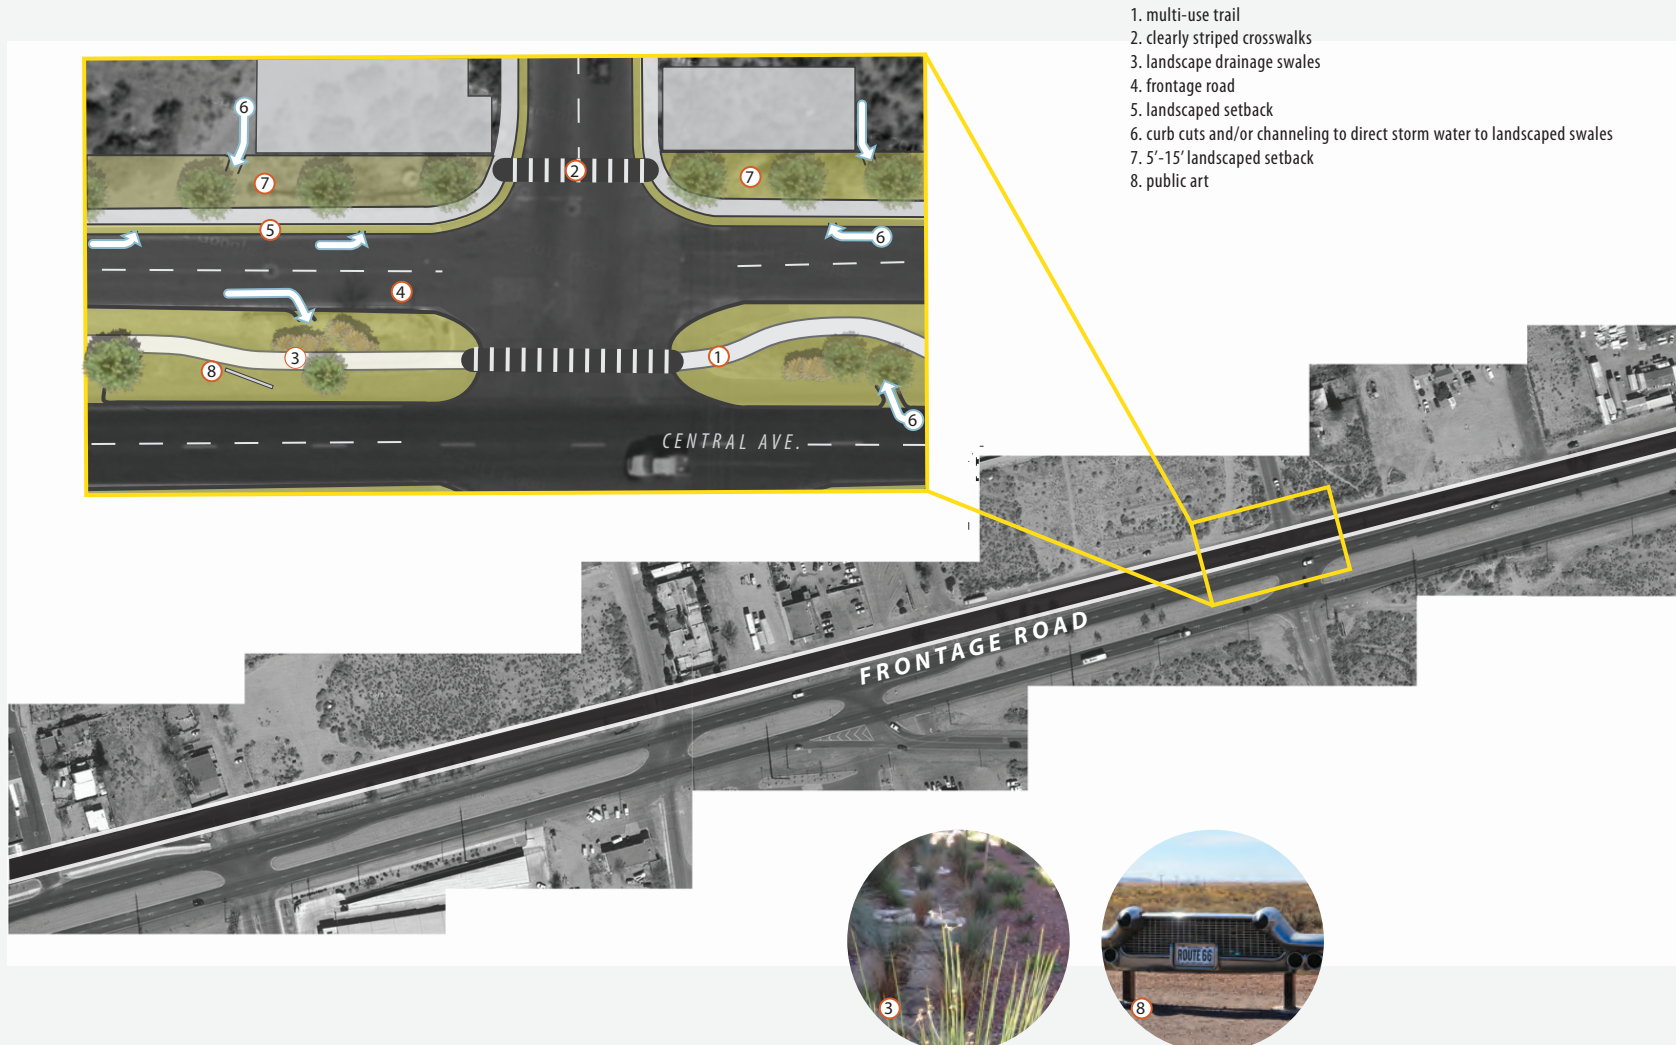 1. multi-use trail
2. clearly striped crosswalks
3. landscape drainage swales
4. frontage road
5. landscaped setback
6. curb cuts and/or channeling to direct storm water to landscaped swales
7. 5’-15’ landscaped setback
8. public art
6
7
2
7
5
6
4
3
1
8
6
CENTRAL AVE.
FRONTAGE ROAD
ROUTE 66
3
8